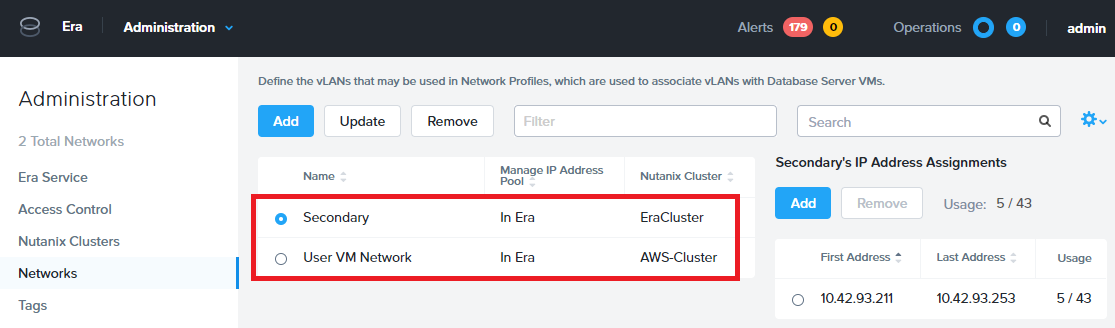 Era
Administration
Alerts 179 0
Operations 0
admin
Administration
2 Total Networks
Era Service
Access Control
Nutanix Clusters
Networks
Tags
Define the vLANs that may be used in Network Profiles, which are used to associate vLANs with Database Server VMs.
Add Update Remove Filter Search
Name Manage IP Address Pool Nutanix Cluster
Secondary In Era EraCluster
User VM Network In Era AWS-Cluster
Secondary's IP Address Assignments
Add Remove Usage: 5 / 43
First Address Last Address Usage
10.42.93.211 10.42.93.253 5 / 43